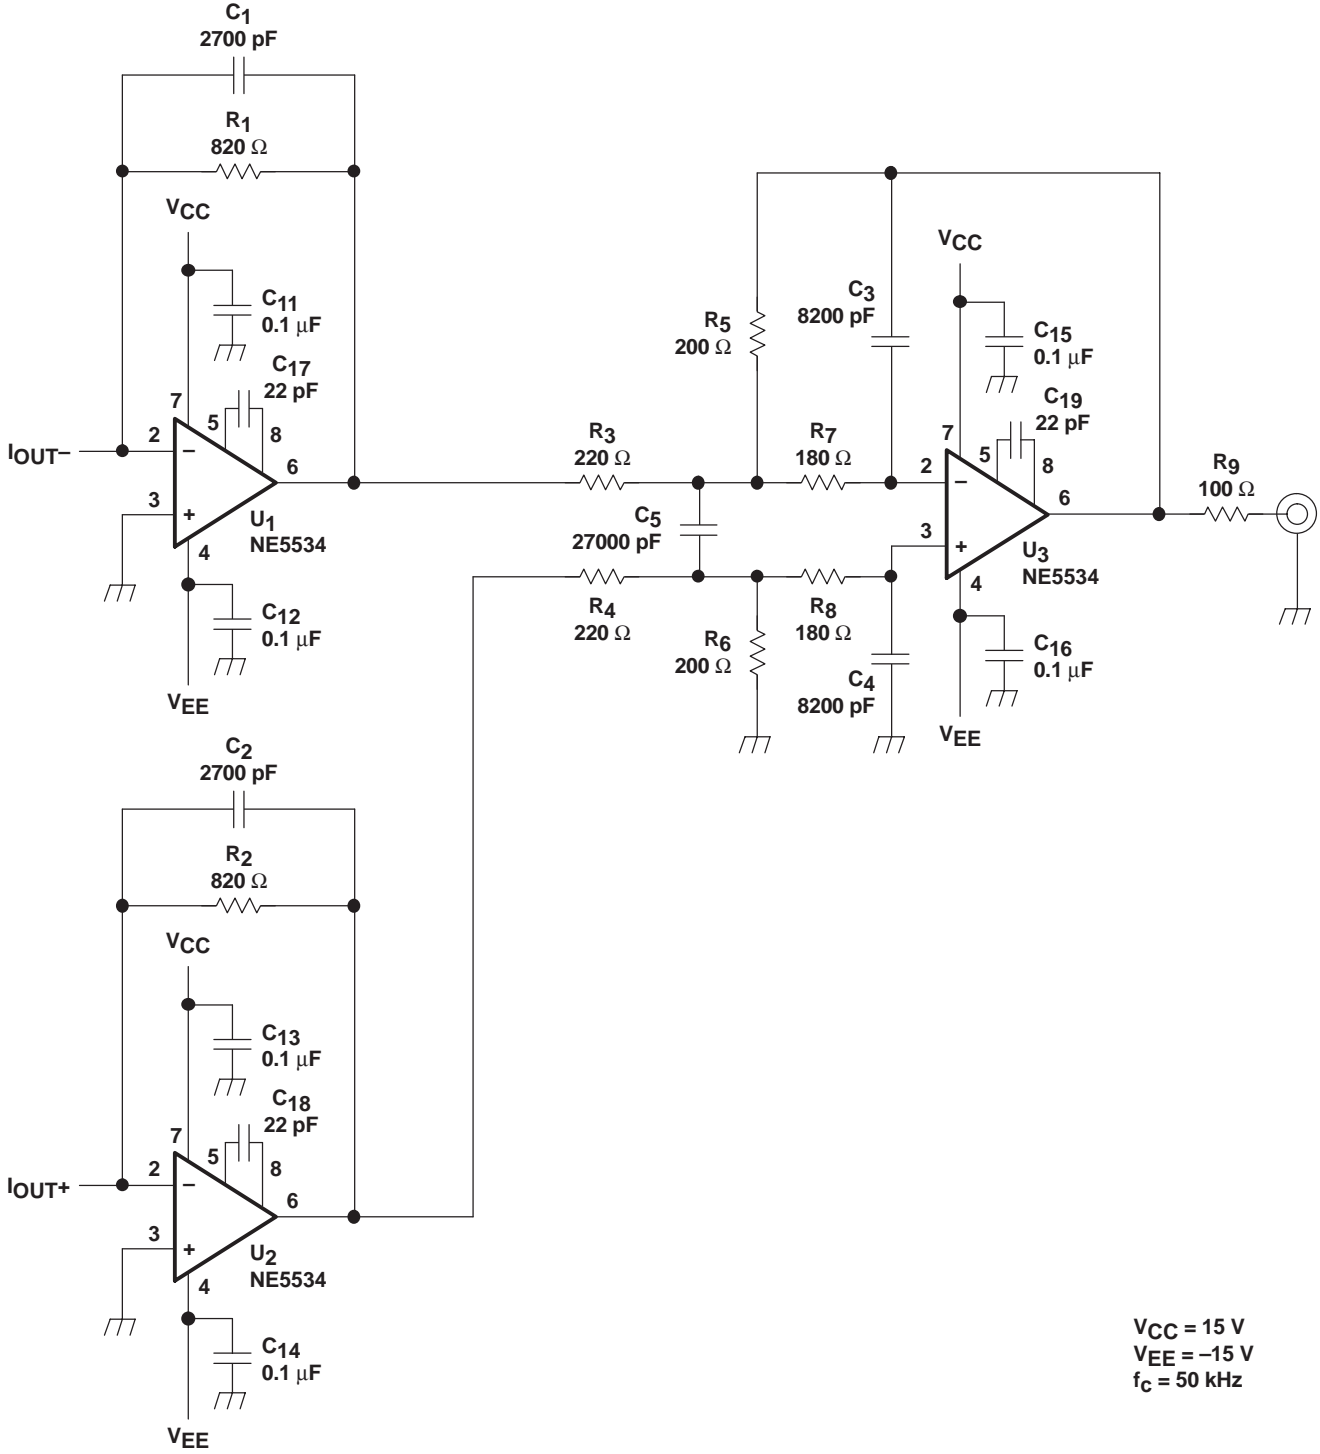 C1
2700 pF
R1
820 Ω
VCC
C11
0.1 μF
C17
22 pF
7
5
8
2
–
IOUT–
6
3
+
U1
NE5534
4
C12
0.1 μF
VEE
R3
220 Ω
C5
27000 pF
R4
220 Ω
R5
200 Ω
C3
8200 pF
R7
180 Ω
R6
200 Ω
R8
180 Ω
C4
8200 pF
VCC
C15
0.1 μF
C19
22 pF
7
5
8
2
–
6
3
+
U3
NE5534
4
C16
0.1 μF
VEE
R9
100 Ω
C2
2700 pF
R2
820 Ω
VCC
C13
0.1 μF
C18
22 pF
7
5
8
2
–
IOUT+
6
3
+
U2
NE5534
4
C14
0.1 μF
VEE
VCC = 15 V
VEE = –15 V
fc = 50 kHz